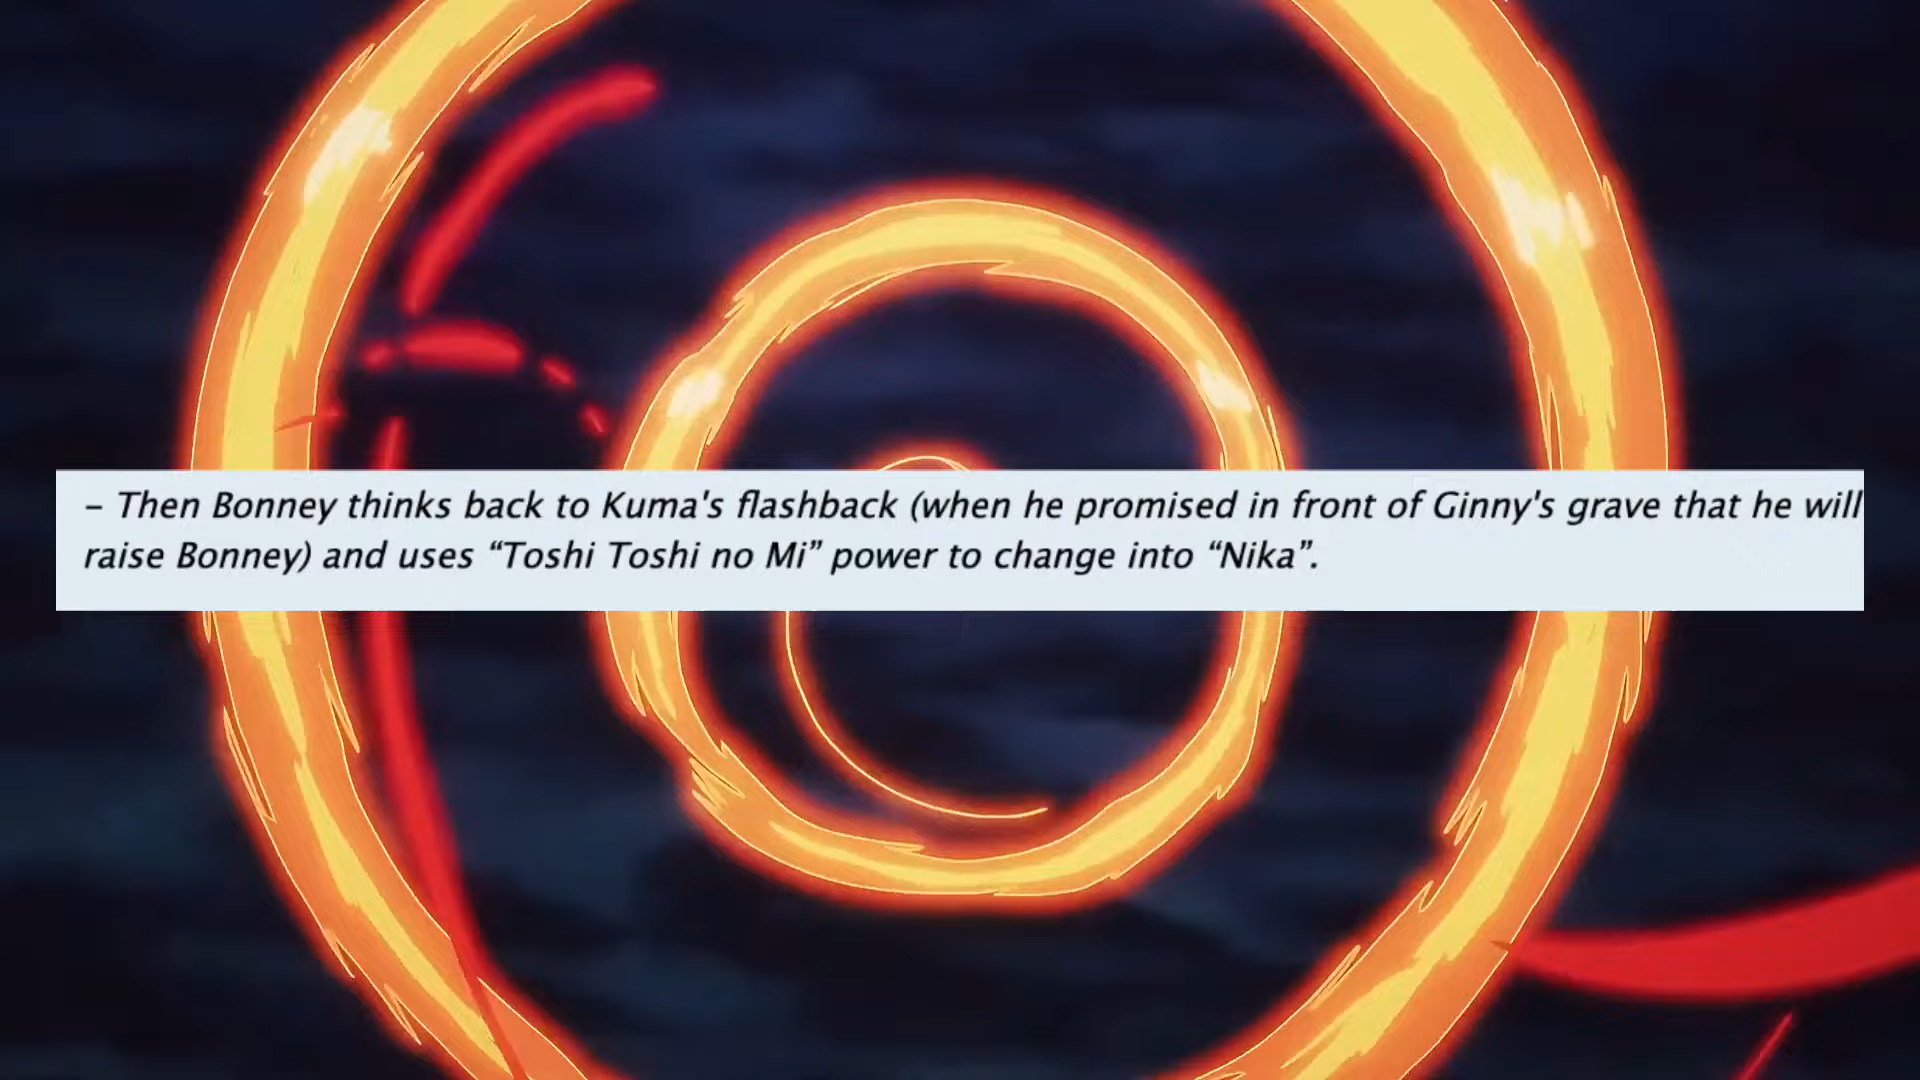 – Then Bonney thinks back to Kuma's flashback (when he promised in front of Ginny's grave that he will
raise Bonney) and uses “Toshi Toshi no Mi” power to change into “Nika”.